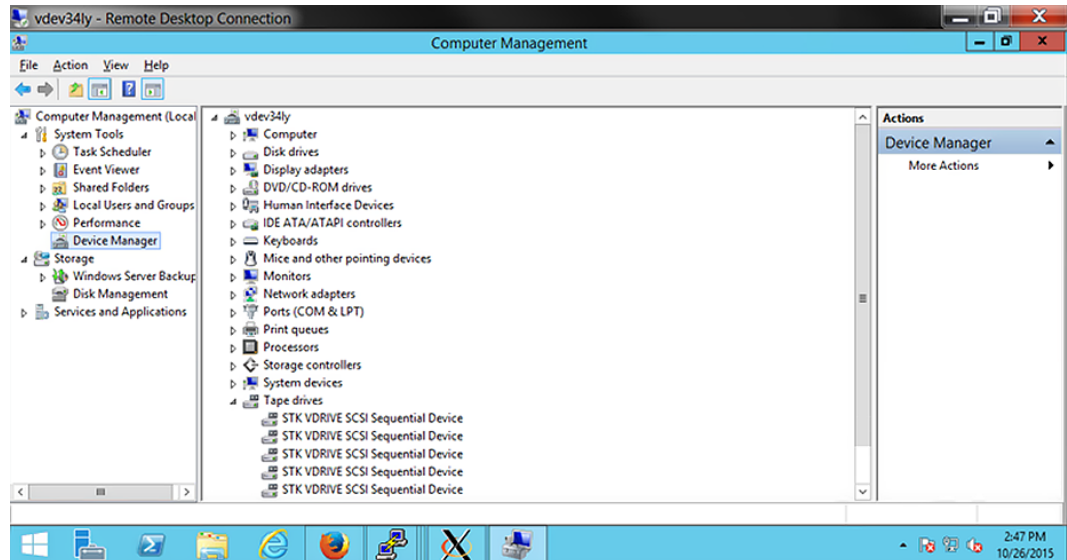 vdev34ly - Remote Desktop Connection
Computer Management
File Action View Help
Computer Management (Local
System Tools
Task Scheduler
Event Viewer
Shared Folders
Local Users and Groups
Performance
Device Manager
Storage
Windows Server Backup
Disk Management
Services and Applications
vdev34ly
Computer
Disk drives
Display adapters
DVD/CD-ROM drives
Human Interface Devices
IDE ATA/ATAPI controllers
Keyboards
Mice and other pointing devices
Monitors
Network adapters
Ports (COM & LPT)
Print queues
Processors
Storage controllers
System devices
Tape drives
STK VDRIVE SCSI Sequential Device
STK VDRIVE SCSI Sequential Device
STK VDRIVE SCSI Sequential Device
STK VDRIVE SCSI Sequential Device
STK VDRIVE SCSI Sequential Device
Actions
Device Manager
More Actions
2:47 PM
10/26/2015